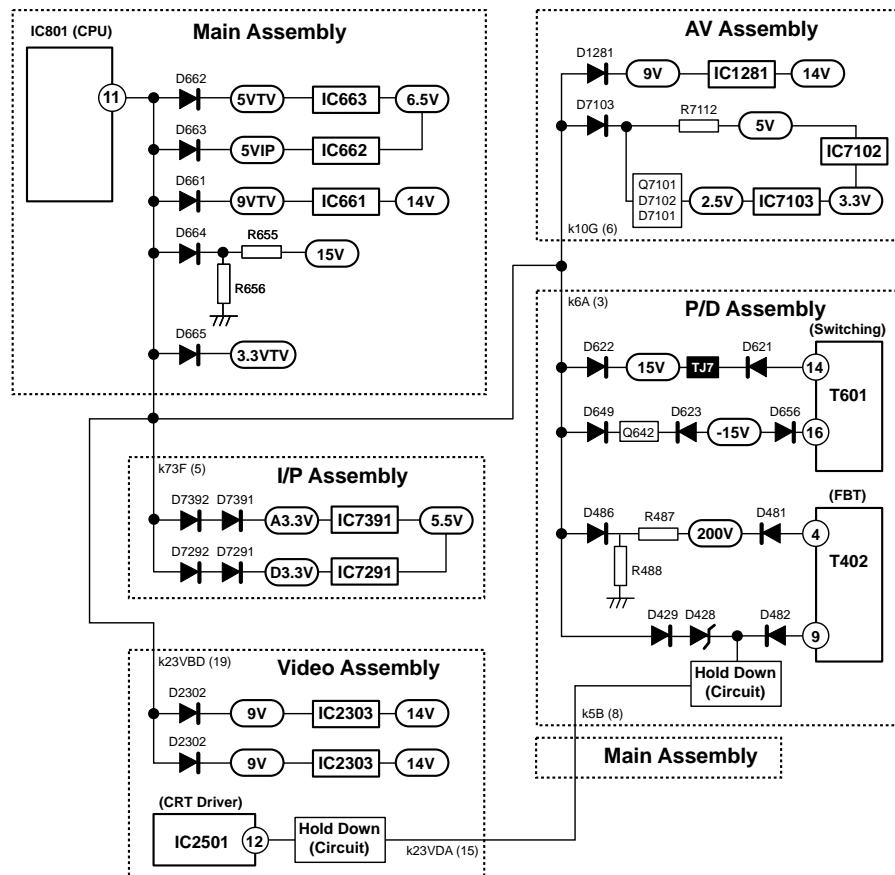 IC801 (CPU)
Main Assembly
11
D662
5VTV
IC663
6.5V
D663
5VIP
IC662
D661
9VTV
IC661
14V
D664
R655
15V
R656
D665
3.3VTV
AV Assembly
D1281
9V
IC1281
14V
D7103
R7112
5V
IC7102
Q7101
D7102
D7101
2.5V
IC7103
3.3V
k10G (6)
k6A (3)
P/D Assembly
(Switching)
D622
15V
TJ7
D621
14
T601
D649
Q642
D623
-15V
D656
16
(FBT)
D486
R487
200V
D481
4
T402
R488
D429
D428
D482
9
Hold Down
(Circuit)
k5B (8)
Main Assembly
k73F (5)
I/P Assembly
D7392
D7391
A3.3V
IC7391
5.5V
D7292
D7291
D3.3V
IC7291
k23VBD (19)
Video Assembly
D2302
9V
IC2303
14V
D2302
9V
IC2303
14V
(CRT Driver)
IC2501
12
Hold Down
(Circuit)
k23VDA (15)